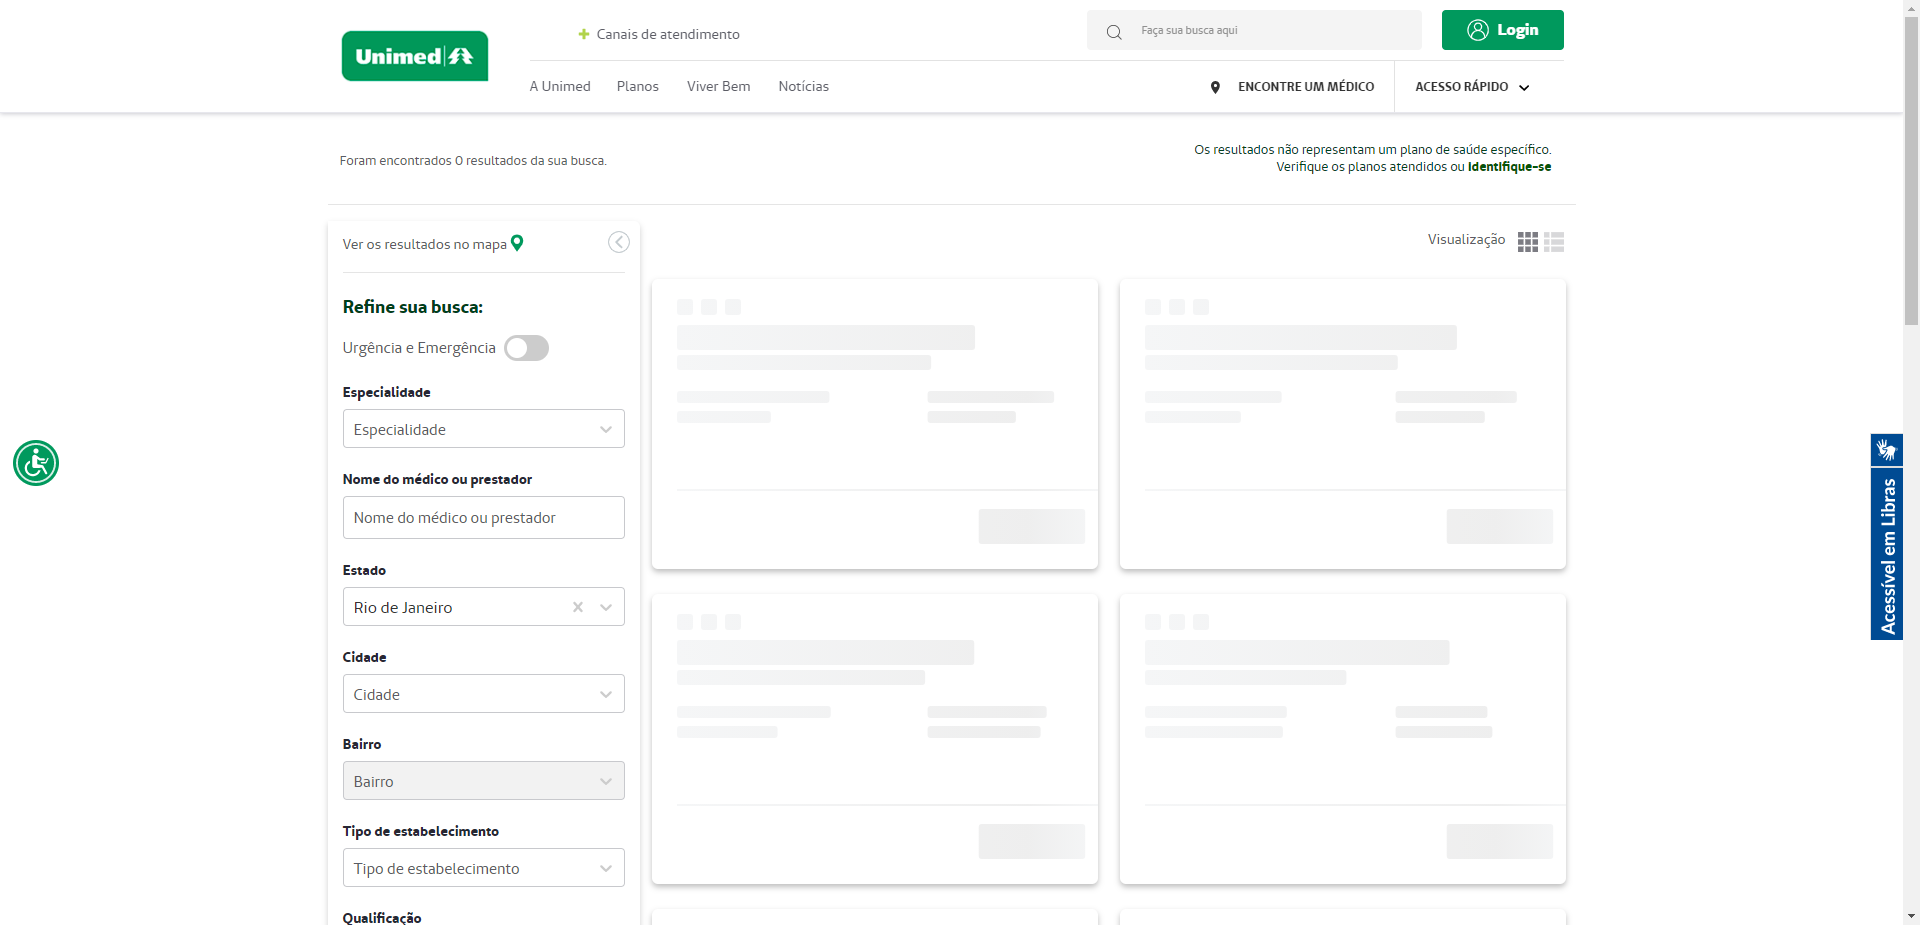 Unimed
Canais de atendimento
Faça sua busca aqui
Login
A Unimed
Planos
Viver Bem
Notícias
ENCONTRE UM MÉDICO
ACESSO RÁPIDO
Foram encontrados 0 resultados da sua busca.
Os resultados não representam um plano de saúde específico.
Verifique os planos atendidos ou Identifique-se
Ver os resultados no mapa
Visualização
Refine sua busca:
Urgência e Emergência
Especialidade
Especialidade
Nome do médico ou prestador
Nome do médico ou prestador
Estado
Rio de Janeiro
Cidade
Cidade
Bairro
Bairro
Tipo de estabelecimento
Tipo de estabelecimento
Qualificação
Acessível em Libras